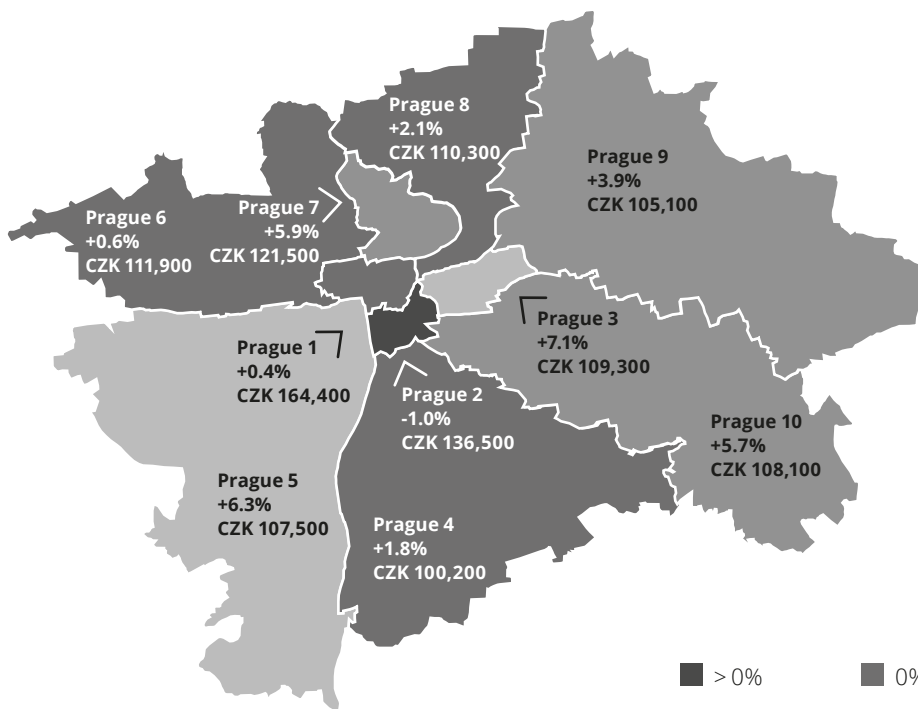 Prague 8
+2.1%
CZK 110,300
Prague 9
+3.9%
CZK 105,100
Prague 6
+0.6%
CZK 111,900
Prague 7
+5.9%
CZK 121,500
Prague 3
+7.1%
CZK 109,300
Prague 1
+0.4%
CZK 164,400
Prague 2
-1.0%
CZK 136,500
Prague 10
+5.7%
CZK 108,100
Prague 5
+6.3%
CZK 107,500
Prague 4
+1.8%
CZK 100,200
> 0%
0%